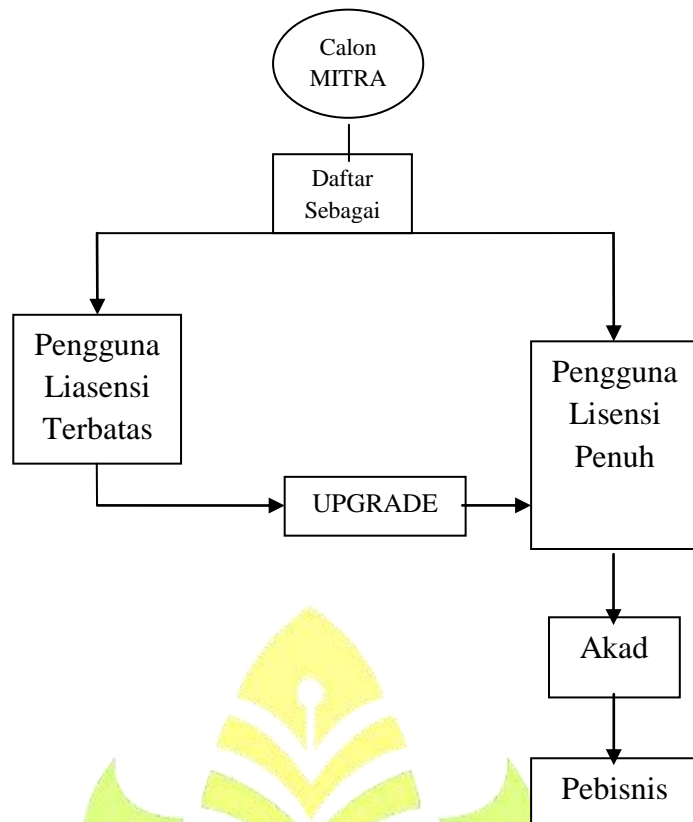 Calon
MITRA
Daftar
Sebagai
Pengguna
Liasensi
Terbatas
Pengguna
Lisensi
Penuh
UPGRADE
Akad
Pebisnis